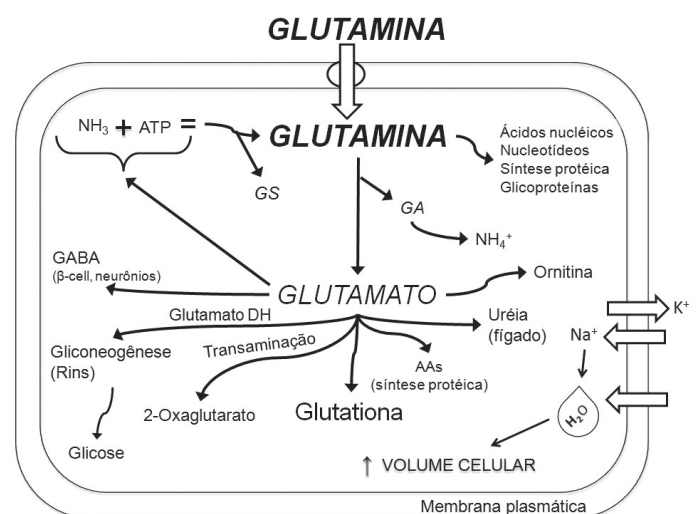 GLUTAMINA
NH₃ + ATP =
GLUTAMINA
Ácidos nucléicos
Nucleotídeos
Síntese protéica
Glicoproteínas
GS
GA
NH₄⁺
GABA
(β-cell, neurônios)
GLUTAMATO
Ornitina
Glutamato DH
Uréia
(fígado)
K⁺
Na⁺
Gliconeogênese
(Rins)
Transaminação
AAs
(síntese protéica)
2-Oxaglutarato
Glutationa
H₂O
Glicose
↑ VOLUME CELULAR
Membrana plasmática